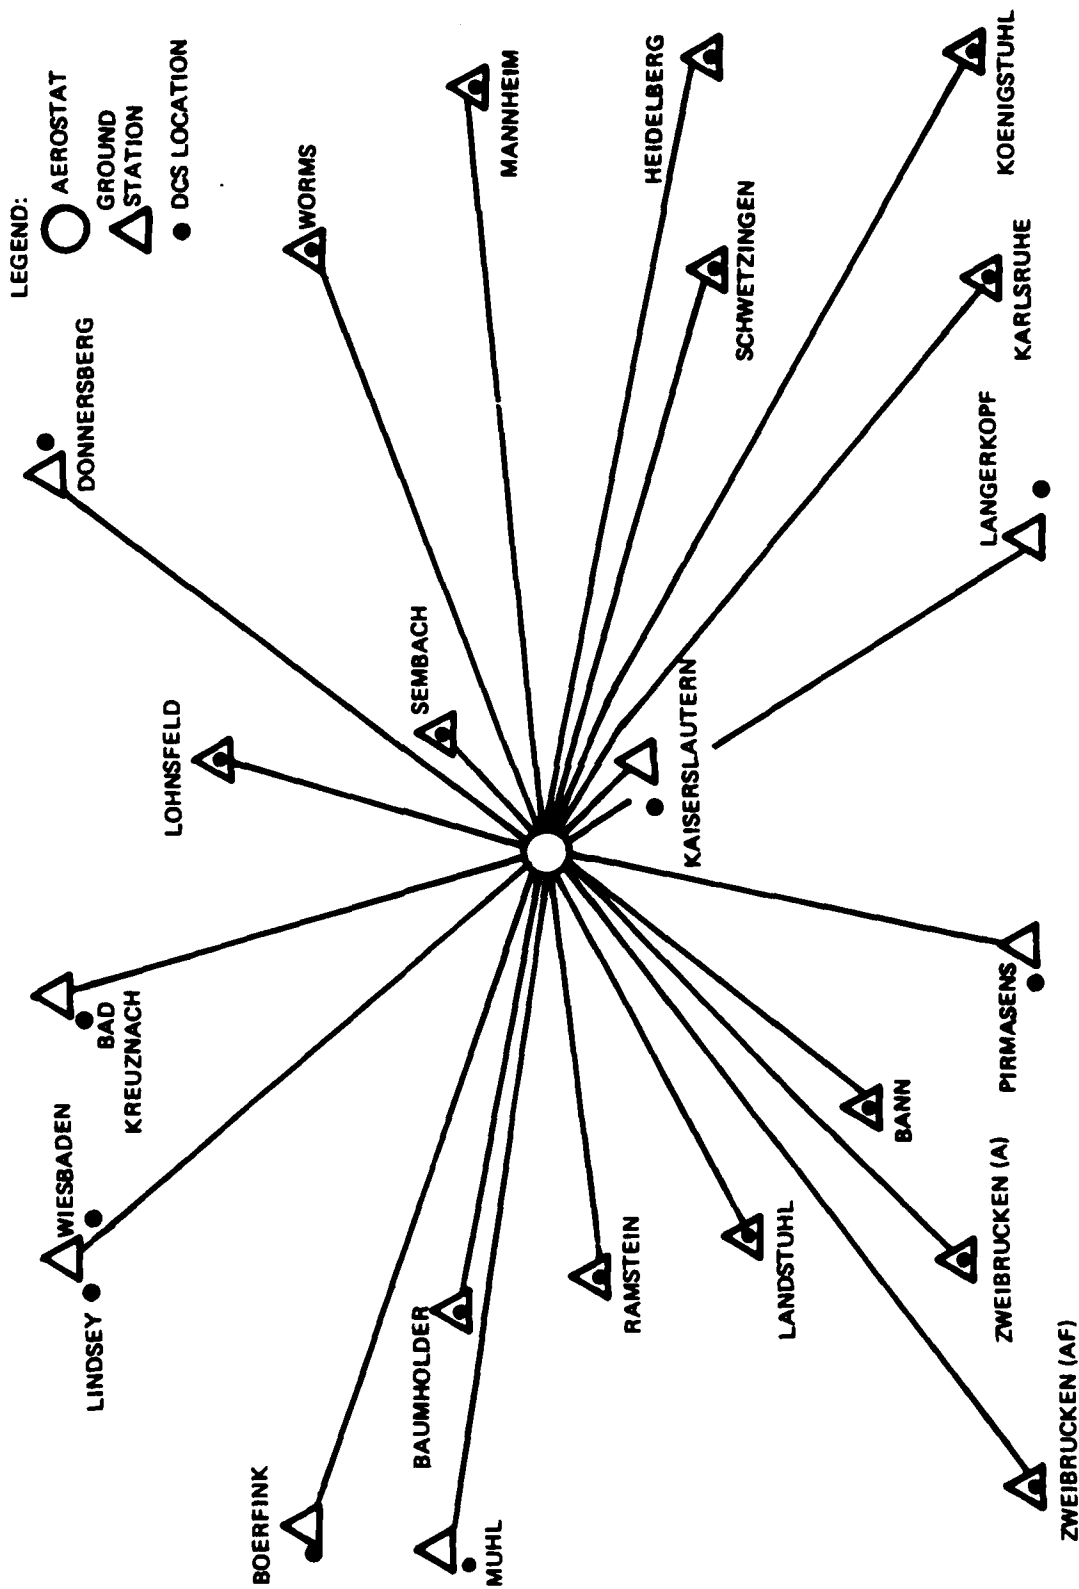 LEGEND:
AEROSTAT
GROUND
STATION
DCS LOCATION
DONNERSBERG
WORMS
MANNHEIM
HEIDELBERG
KOENIGSTUHL
SCHWETZINGEN
KARLSRUHE
LANGERKOPF
SEMBACH
LOHNSFELD
KAISERSLAUTERN
BAD
KREUZNACH
WIESBADEN
LINDSEY
BOERFINK
BAUMHOLDER
MUHL
RAMSTEIN
LANDSTUHL
BANN
PIRMASENS
ZWEIBRUCKEN (A)
ZWEIBRUCKEN (AF)